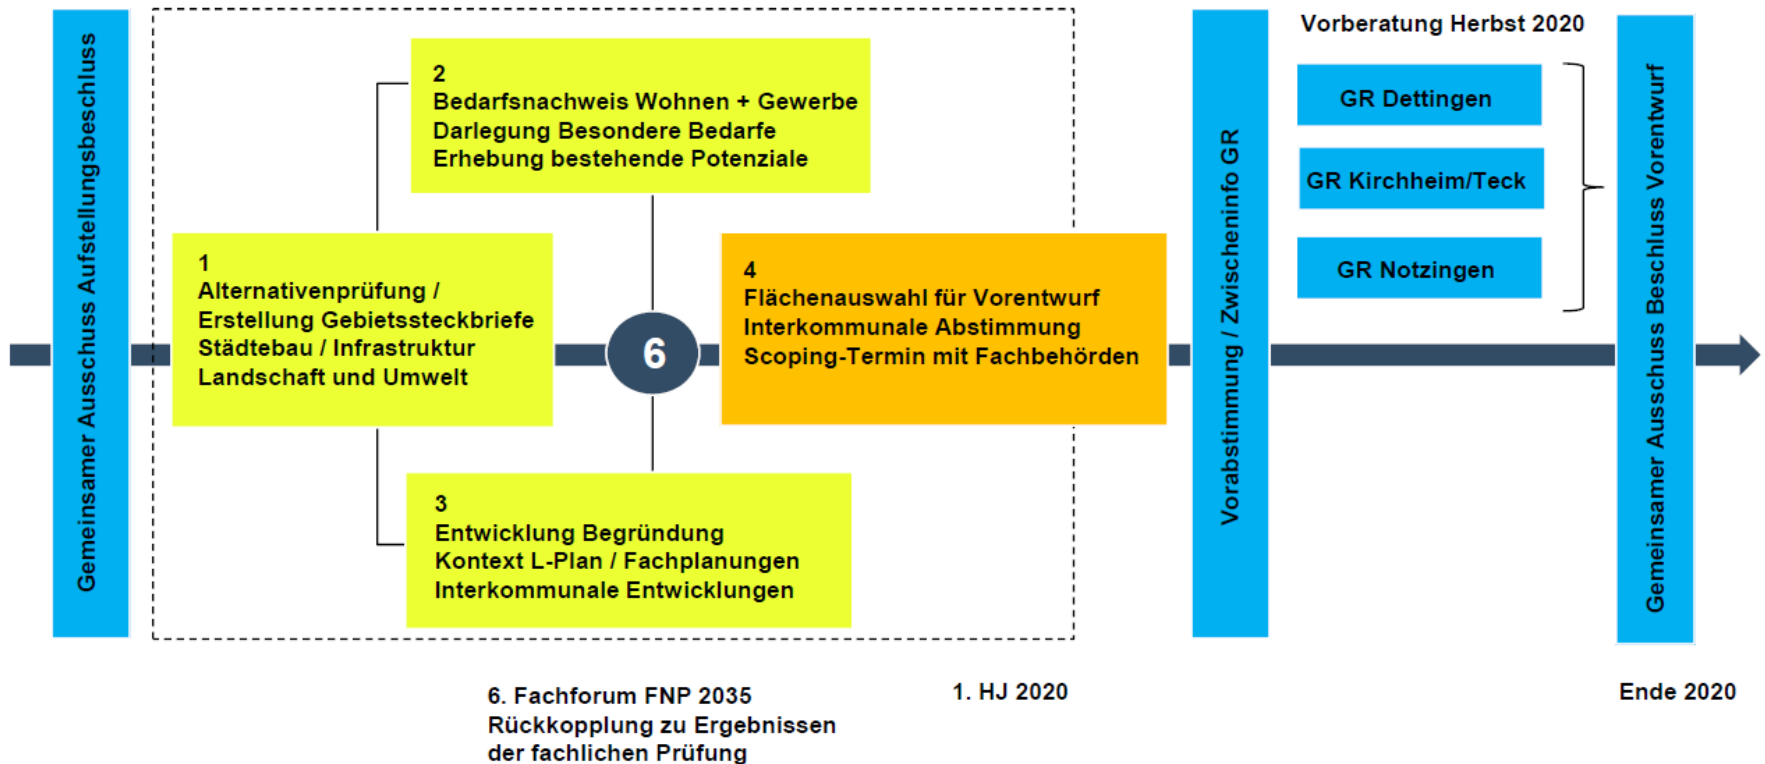 Gemeinsamer Ausschuss Aufstellungsbeschluss
1
Alternativenprüfung /
Erstellung Gebietssteckbriefe
Städtebau / Infrastruktur
Landschaft und Umwelt
2
Bedarfsnachweis Wohnen + Gewerbe
Darlegung Besondere Bedarfe
Erhebung bestehende Potenziale
3
Entwicklung Begründung
Kontext L-Plan / Fachplanungen
Interkommunale Entwicklungen
6
4
Flächenauswahl für Vorentwurf
Interkommunale Abstimmung
Scoping-Termin mit Fachbehörden
Vorabstimmung / Zwischeninfo GR
Vorberatung Herbst 2020
GR Dettingen
GR Kirchheim/Teck
GR Notzingen
Gemeinsamer Ausschuss Beschluss Vorentwurf
6. Fachforum FNP 2035
Rückkopplung zu Ergebnissen
der fachlichen Prüfung
1. HJ 2020
Ende 2020